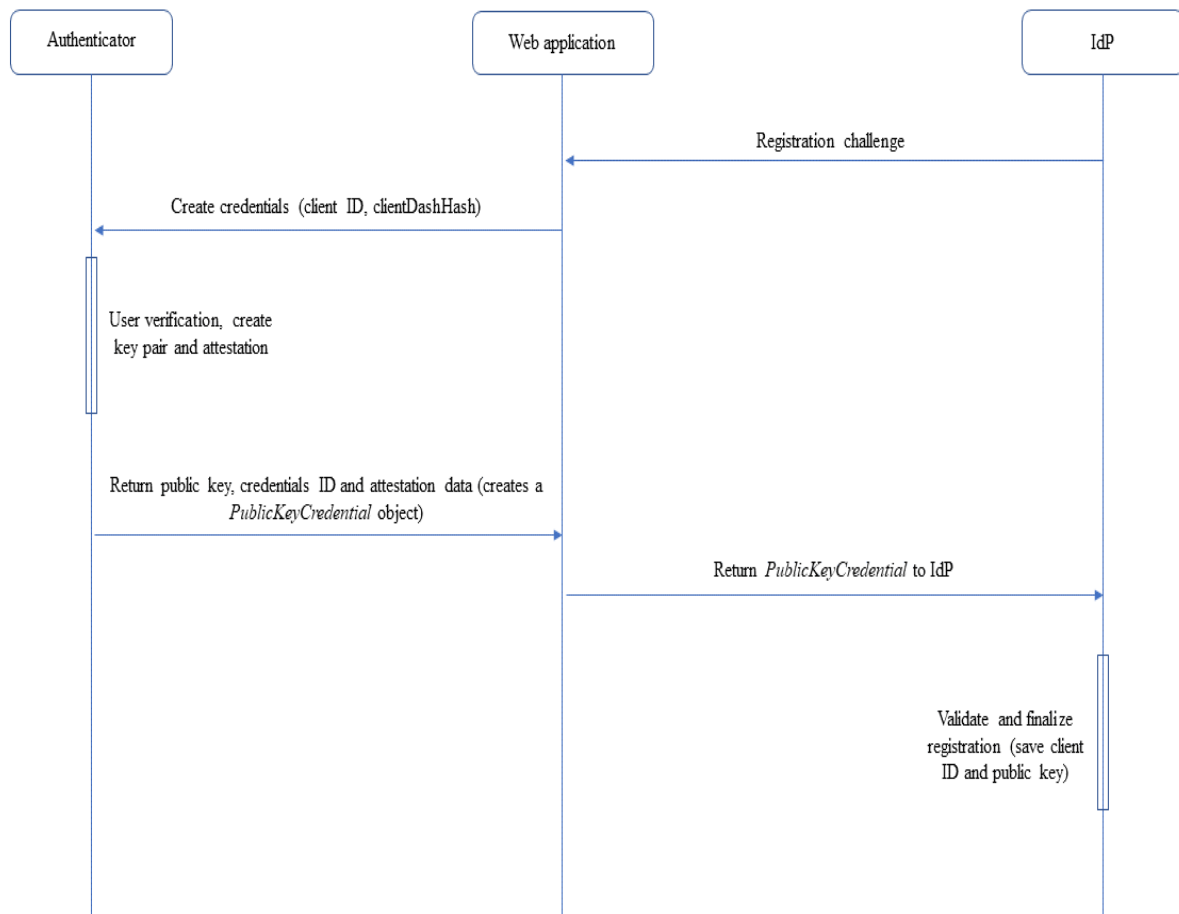 Authenticator
Web application
IdP
Registration challenge
Create credentials (client ID, clientDashHash)
User verification, create
key pair and attestation
Return public key, credentials ID and attestation data (creates a
PublicKeyCredential object)
Return PublicKeyCredential to IdP
Validate and finalize
registration (save client
ID and public key)